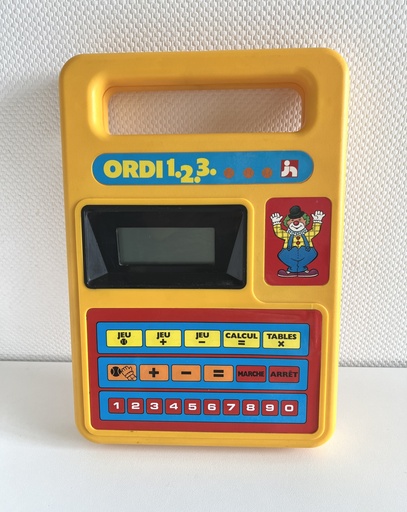 ORDI 1.2.3.
JEU JEU + JEU − CALCUL = TABLES ×
+ − = MARCHE ARRÊT
1 2 3 4 5 6 7 8 9 0